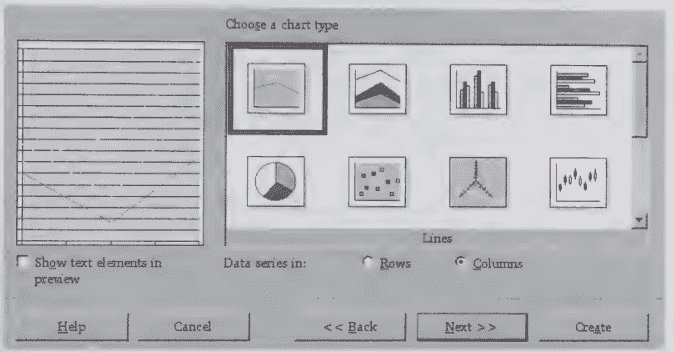 Choose a chart type
Lines
Show text elements in
preview
Data series in:
Rows
Columns
Help
Cancel
<< Back
Next >>
Create